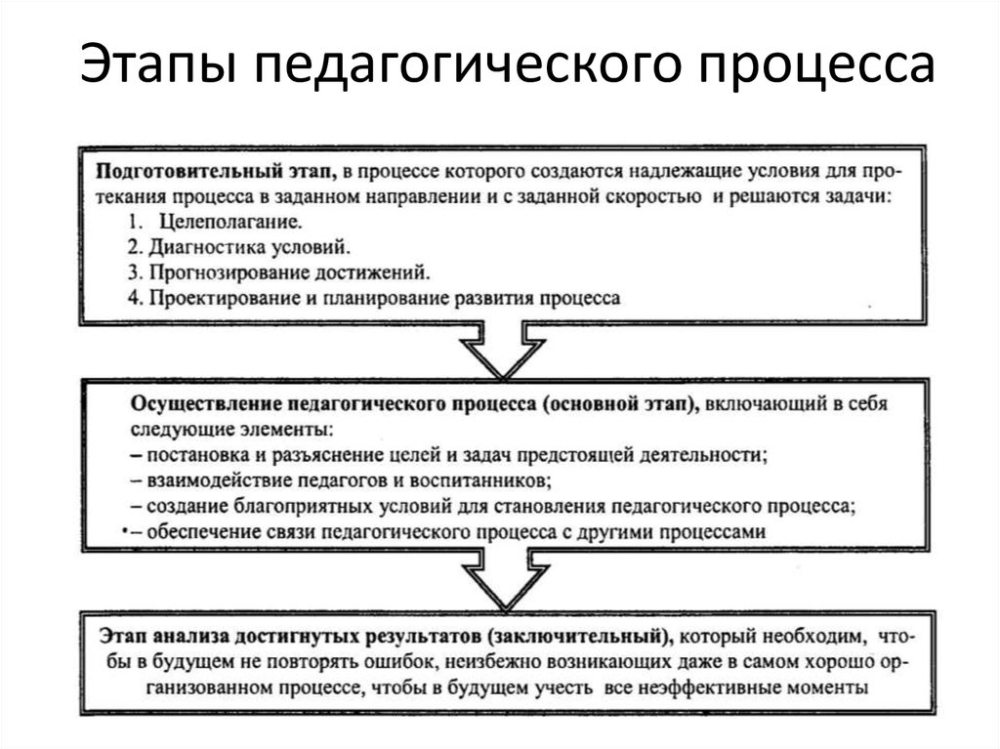 Этапы педагогического процесса
Подготовительный этап, в процессе которого создаются надлежащие условия для про-
текания процесса в заданном направлении и с заданной скоростью и решаются задачи:
1. Целеполагание.
2. Диагностика условий.
3. Прогнозирование достижений.
4. Проектирование и планирование развития процесса
Осуществление педагогического процесса (основной этап), включающий в себя
следующие элементы:
– постановка и разъяснение целей и задач предстоящей деятельности;
– взаимодействие педагогов и воспитанников;
– создание благоприятных условий для становления педагогического процесса;
•– обеспечение связи педагогического процесса с другими процессами
Этап анализа достигнутых результатов (заключительный), который необходим, что-
бы в будущем не повторять ошибок, неизбежно возникающих даже в самом хорошо ор-
ганизованном процессе, чтобы в будущем учесть все неэффективные моменты